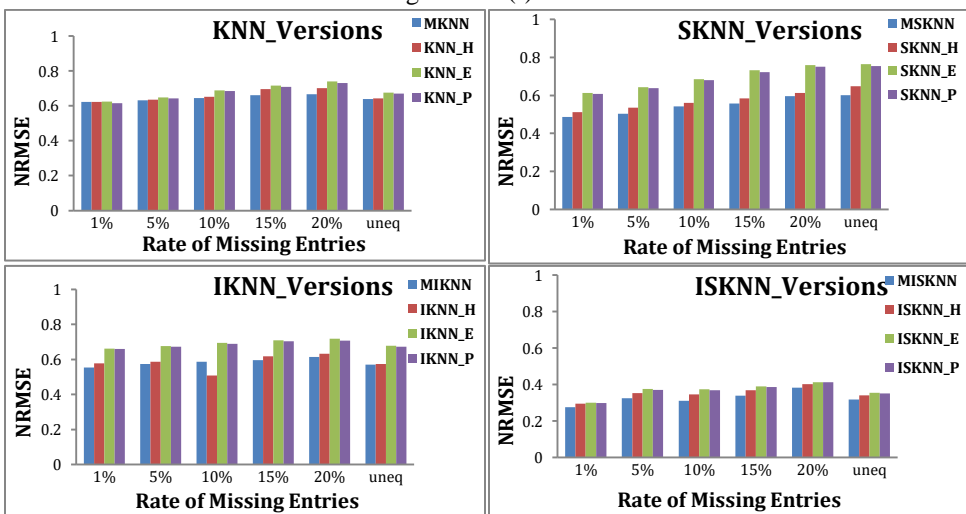 KNN_Versions
MKNN
KNN_H
KNN_E
KNN_P
NRMSE
1
0.8
0.6
0.4
0.2
0
1% 5% 10% 15% 20% uneq
Rate of Missing Entries
SKNN_Versions
MSKNN
SKNN_H
SKNN_E
SKNN_P
NRMSE
1
0.8
0.6
0.4
0.2
0
1% 5% 10% 15% 20% uneq
Rate of Missing Entries
IKNN_Versions
MIKNN
IKNN_H
IKNN_E
IKNN_P
NRMSE
1
0.8
0.6
0.4
0.2
0
1% 5% 10% 15% 20% uneq
Rate of Missing Entries
ISKNN_Versions
MISKNN
ISKNN_H
ISKNN_E
ISKNN_P
NRMSE
1
0.8
0.6
0.4
0.2
0
1% 5% 10% 15% 20% uneq
Rate of Missing Entries